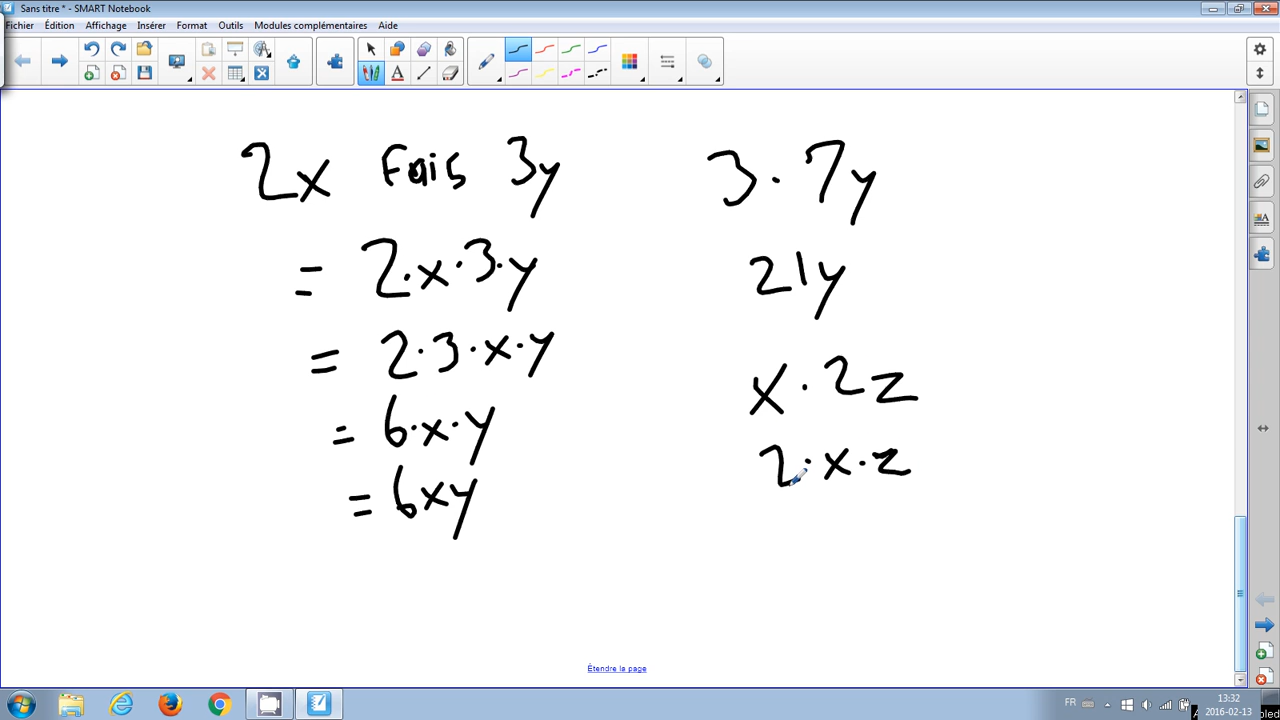 Sans titre * - SMART Notebook
Fichier Édition Affichage Insérer Format Outils Modules complémentaires Aide
2x Fois 3y
= 2·x·3·y
= 2·3·x·y
= 6·x·y
= 6xy
3·7y
21y
x·2z
2·x·z
Étendre la page
FR
13:32
2016-02-13